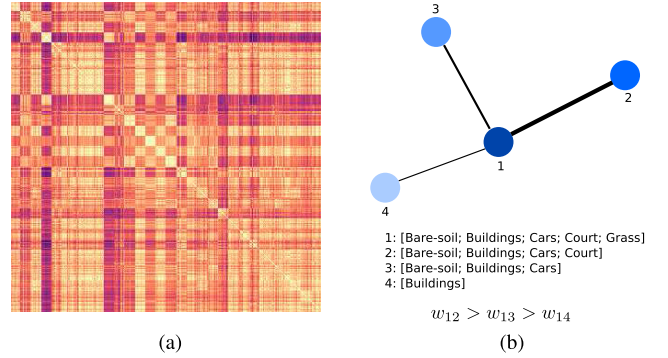 3
2
1
4
1: [Bare-soil; Buildings; Cars; Court; Grass]
2: [Bare-soil; Buildings; Cars; Court]
3: [Bare-soil; Buildings; Cars]
4: [Buildings]
w₁₂ > w₁₃ > w₁₄
(a)
(b)